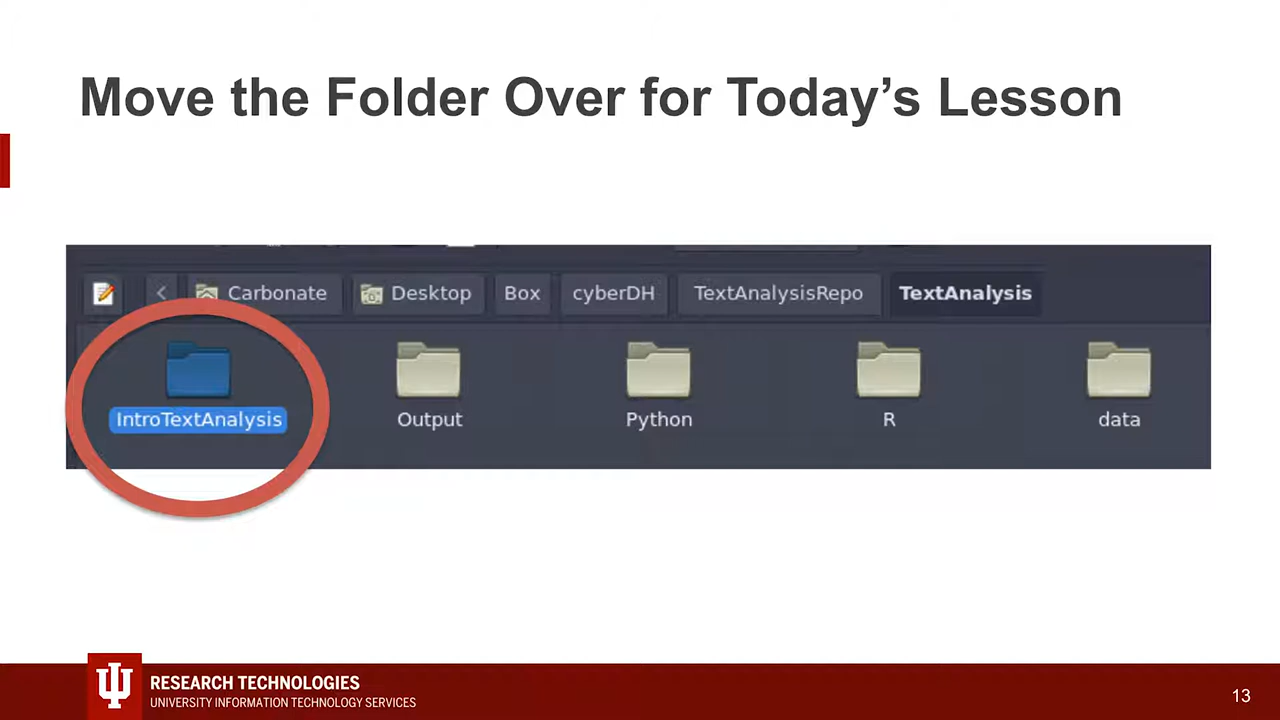 Move the Folder Over for Today’s Lesson
Carbonate Desktop Box cyberDH TextAnalysisRepo TextAnalysis
IntroTextAnalysis Output Python R data
RESEARCH TECHNOLOGIES
UNIVERSITY INFORMATION TECHNOLOGY SERVICES
13